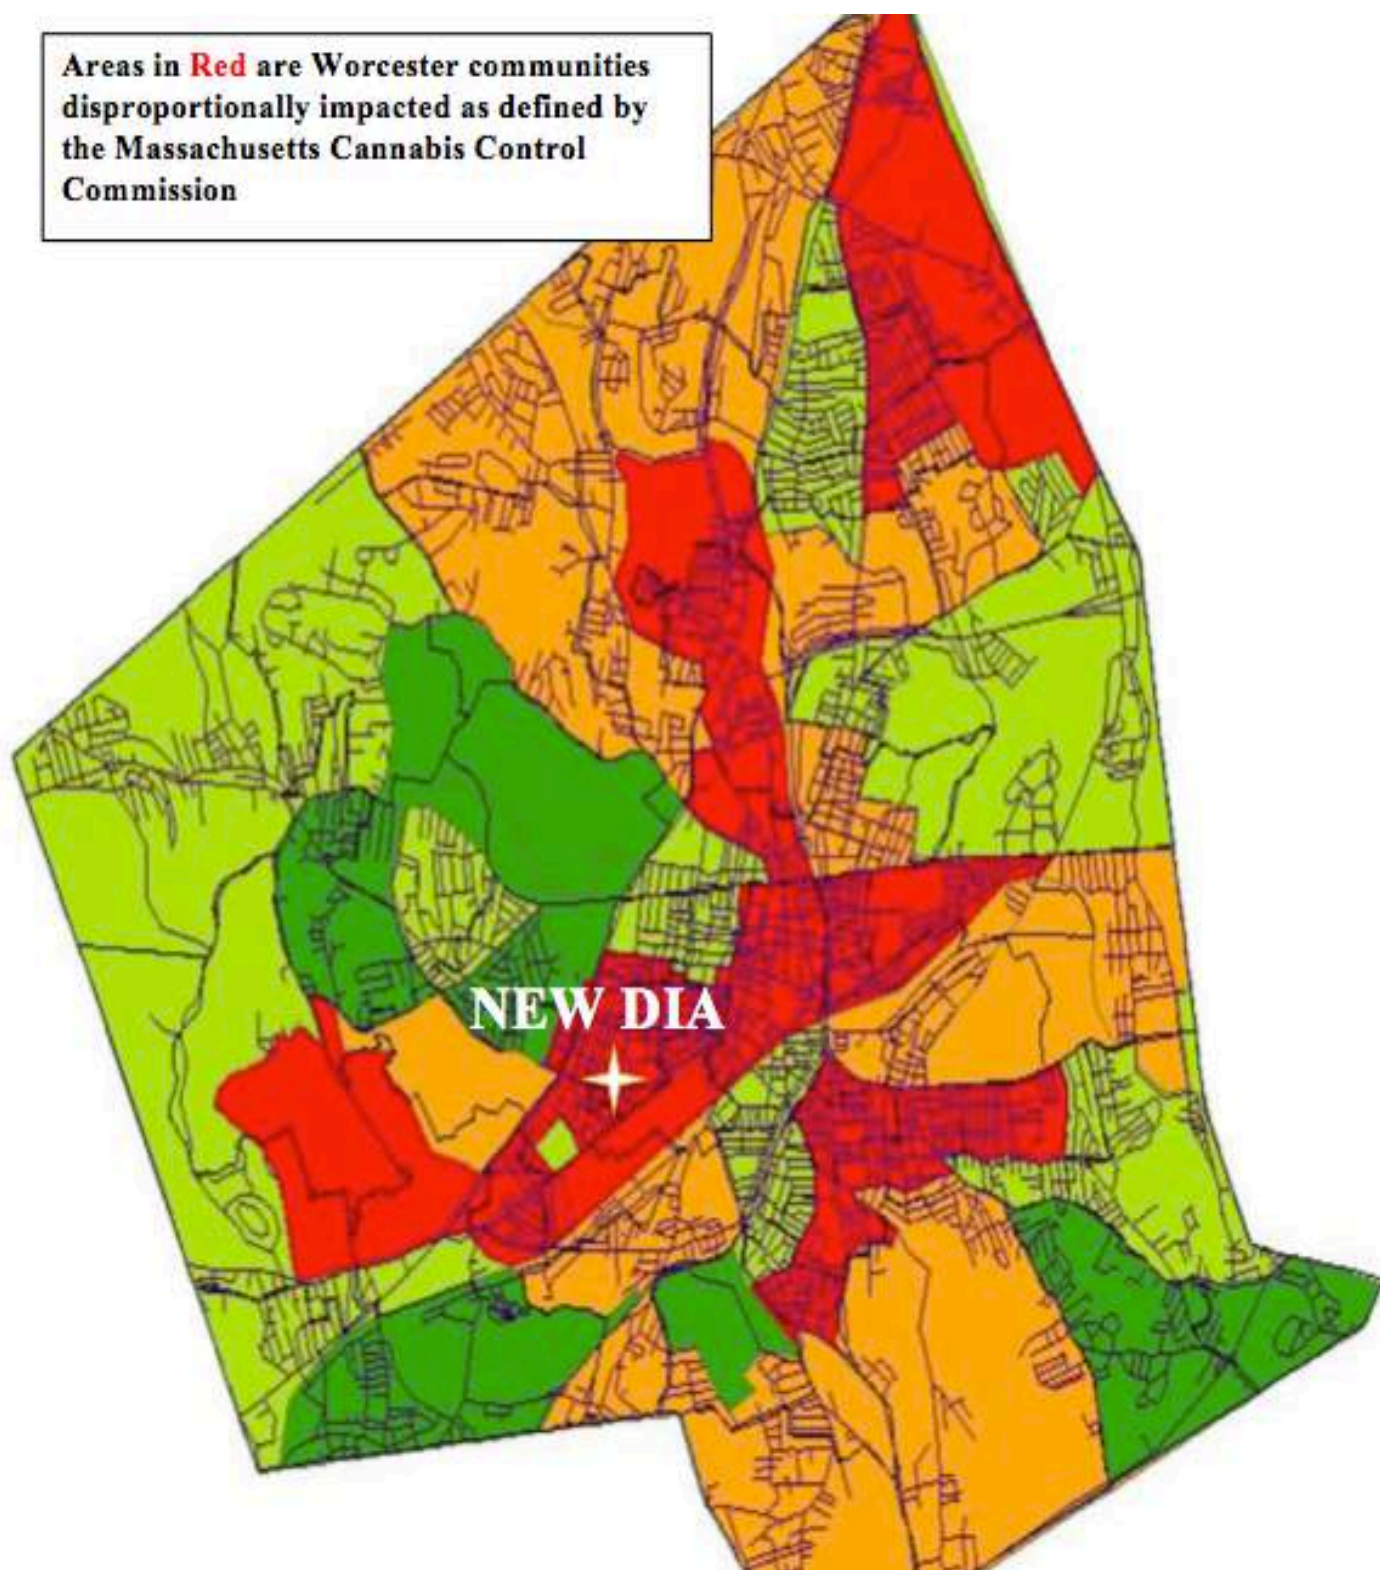 Areas in Red are Worcester communities
disproportionally impacted as defined by
the Massachusetts Cannabis Control
Commission
NEW DIA